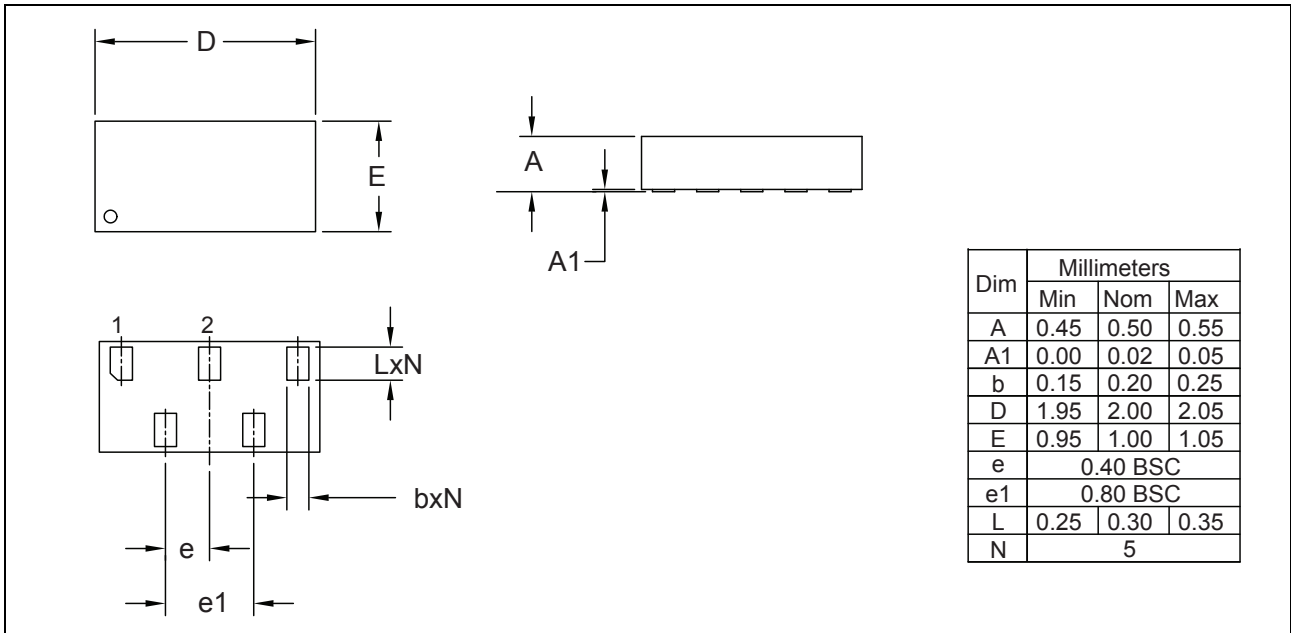 D
E
A
A1
1 2
LxN
bxN
e
e1
Dim Millimeters
Min Nom Max
A 0.45 0.50 0.55
A1 0.00 0.02 0.05
b 0.15 0.20 0.25
D 1.95 2.00 2.05
E 0.95 1.00 1.05
e 0.40 BSC
e1 0.80 BSC
L 0.25 0.30 0.35
N 5